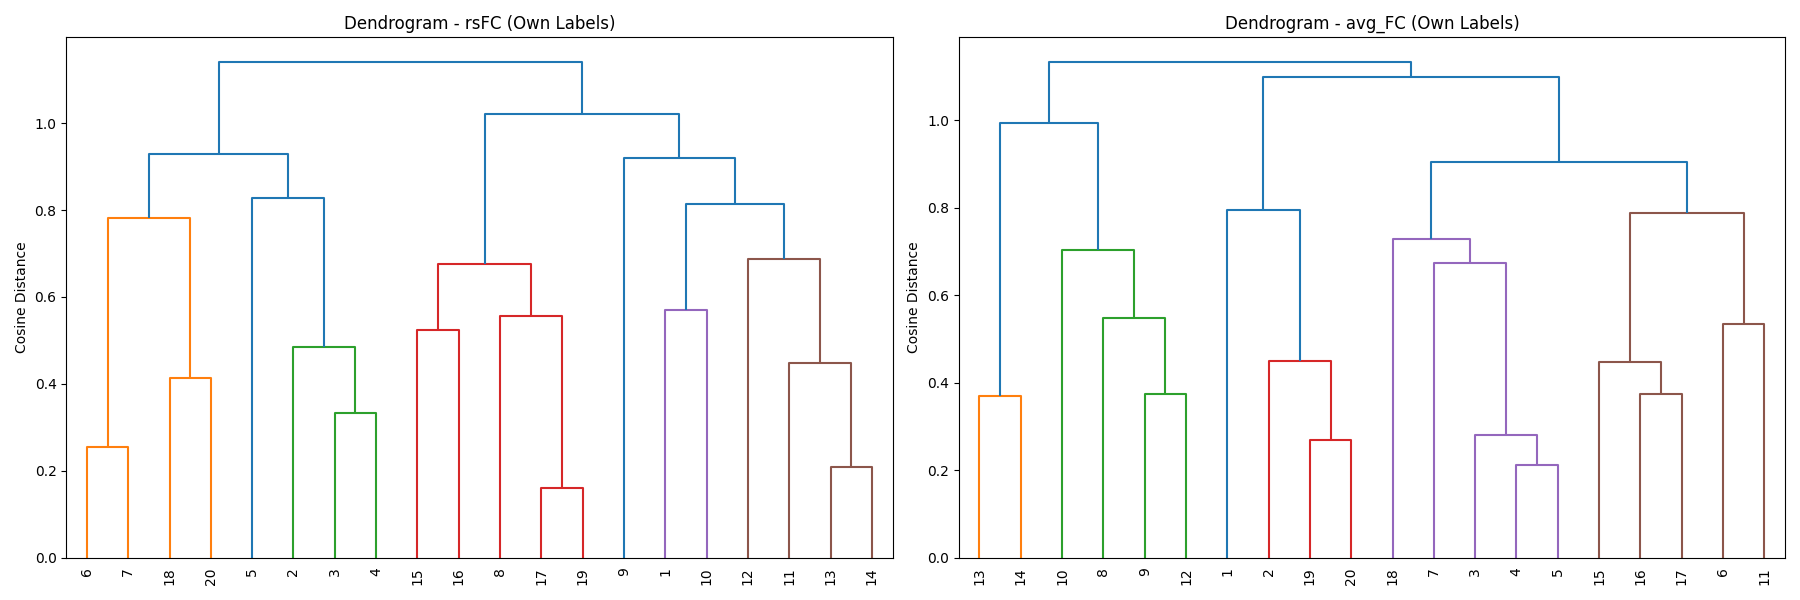 Dendrogram - rsFC (Own Labels)
Cosine Distance
1.0
0.8
0.6
0.4
0.2
0.0
6 7 18 20 5 2 3 4 15 16 8 17 19 9 1 10 12 11 13 14
Dendrogram - avg_FC (Own Labels)
Cosine Distance
1.0
0.8
0.6
0.4
0.2
0.0
13 14 10 8 9 12 1 2 19 20 18 7 3 4 5 15 16 17 6 11